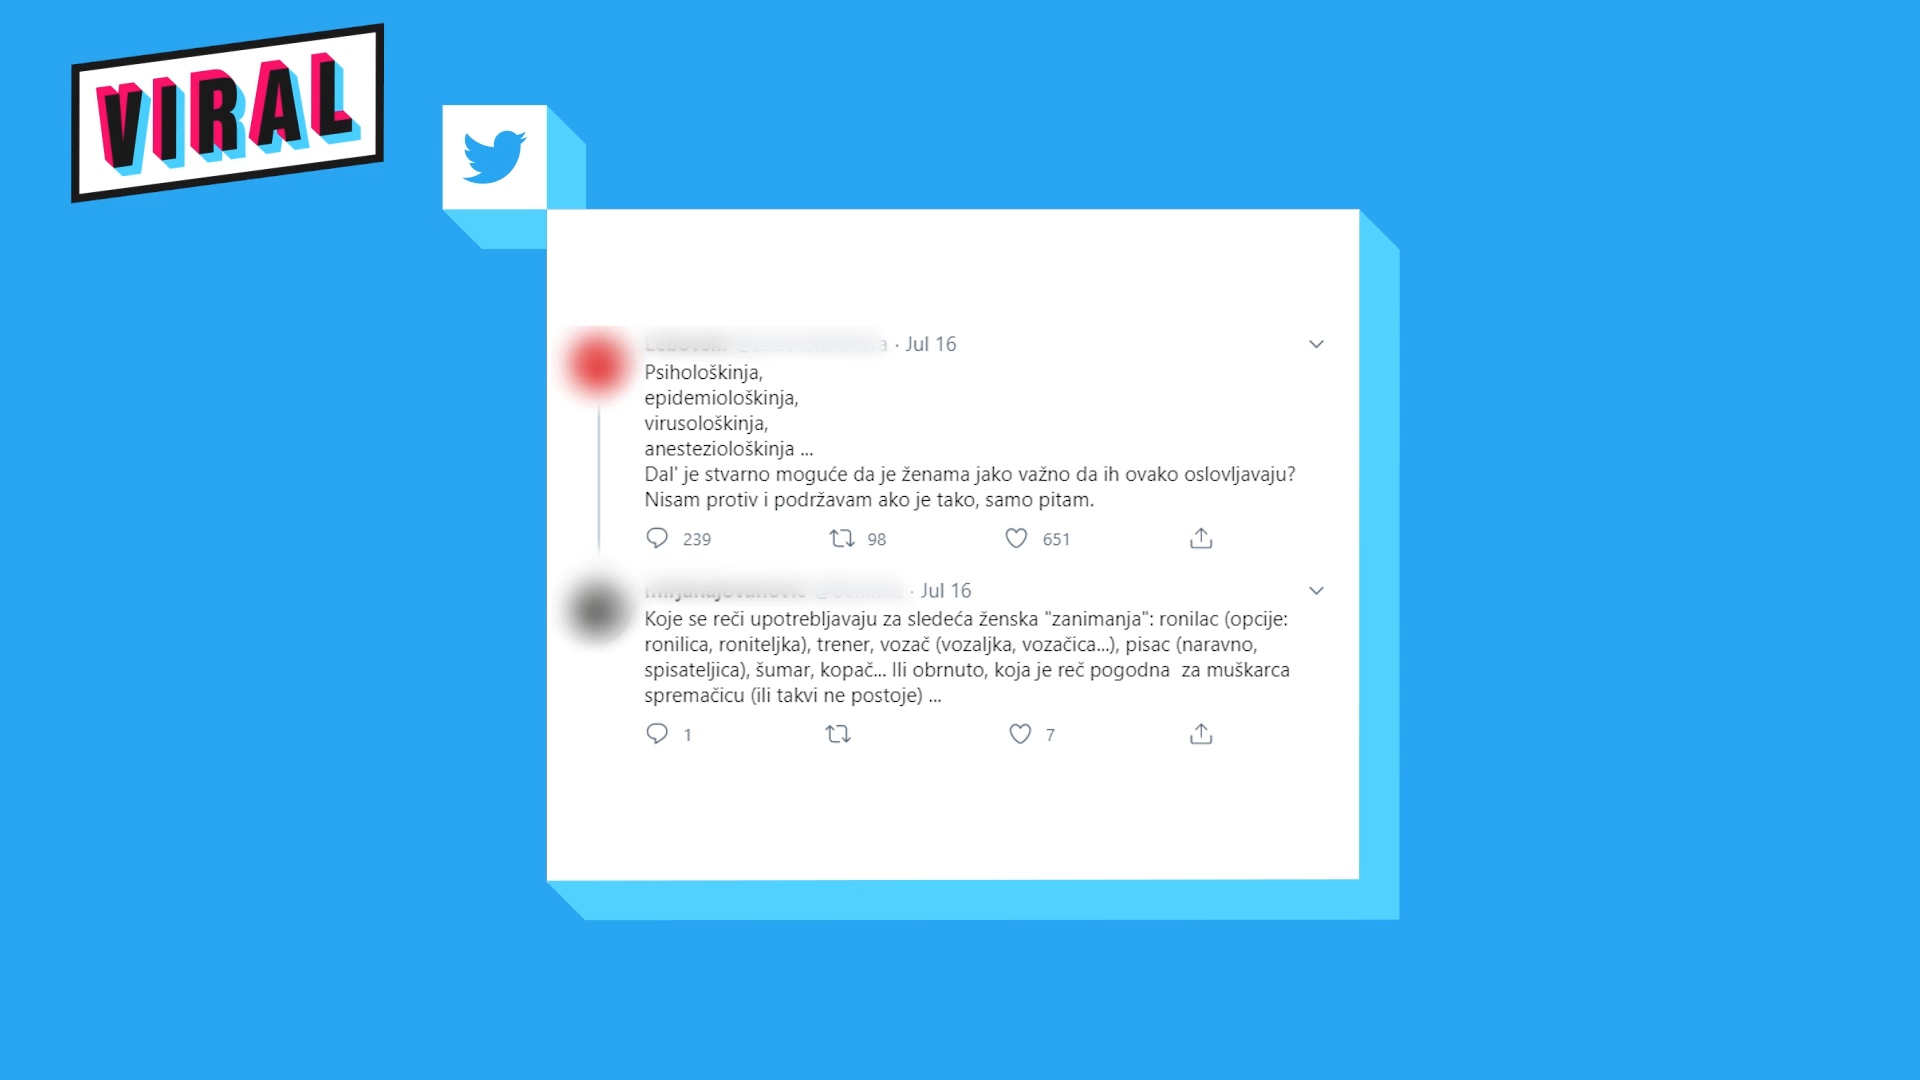 VIRAL
· Jul 16
Psihološkinja,
epidemiološkinja,
virusološkinja,
anesteziološkinja ...
Dal' je stvarno moguće da je ženama jako važno da ih ovako oslovljavaju?
Nisam protiv i podržavam ako je tako, samo pitam.
239 98 651
· Jul 16
Koje se reči upotrebljavaju za sledeća ženska "zanimanja": ronilac (opcije:
ronilica, roniteljka), trener, vozač (vozaljka, vozačica...), pisac (naravno,
spisateljica), šumar, kopač... Ili obrnuto, koja je reč pogodna  za muškarca
spremačicu (ili takvi ne postoje) ...
1 7